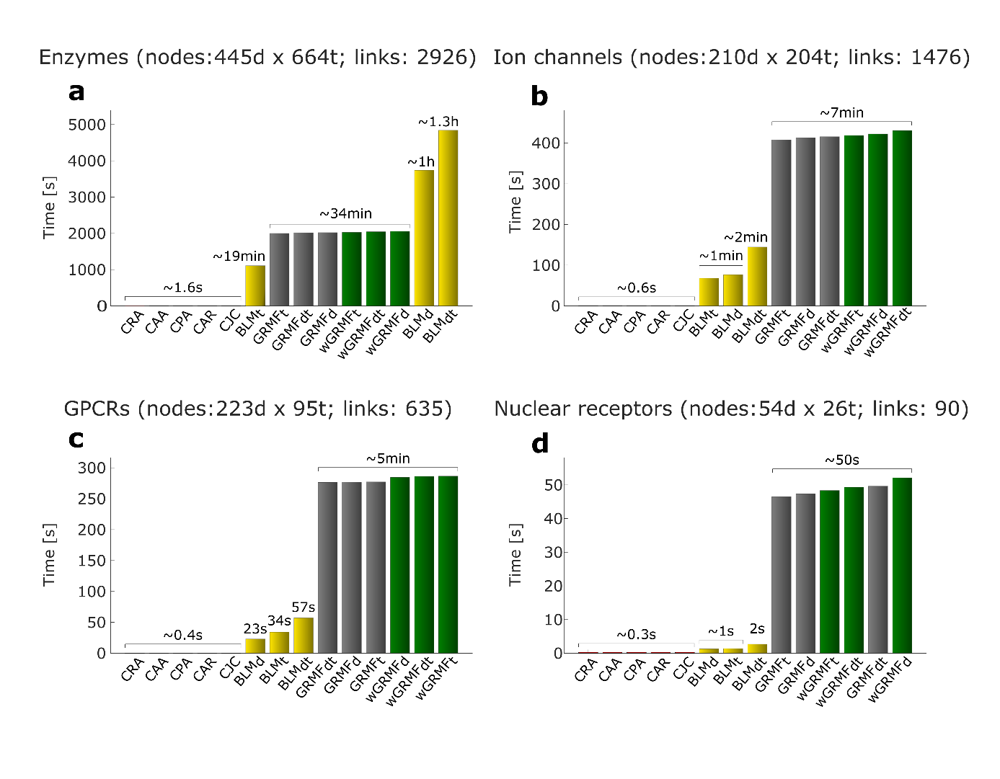 Enzymes (nodes:445d x 664t; links: 2926)
a
Time [s]
5000
4000
3000
2000
1000
0
~1.6s
~19min
~34min
~1h
~1.3h
CRA
CAA
CPA
CAR
CJC
BLMt
GRMFt
GRMFdt
GRMFd
wGRMFt
wGRMFdt
wGRMFd
BLMd
BLMdt
Ion channels (nodes:210d x 204t; links: 1476)
b
Time [s]
400
300
200
100
0
~0.6s
~1min
~2min
~7min
CRA
CAA
CPA
CAR
CJC
BLMt
BLMd
BLMdt
GRMFt
GRMFd
GRMFdt
wGRMFt
wGRMFd
wGRMFdt
GPCRs (nodes:223d x 95t; links: 635)
c
Time [s]
300
250
200
150
100
50
0
~0.4s
23s
34s
57s
~5min
CRA
CAA
CPA
CAR
CJC
BLMd
BLMt
BLMdt
GRMFdt
GRMFd
GRMFt
wGRMFd
wGRMFdt
wGRMFt
Nuclear receptors (nodes:54d x 26t; links: 90)
d
Time [s]
50
40
30
20
10
0
~0.3s
~1s
2s
~50s
CRA
CAA
CPA
CAR
CJC
BLMd
BLMt
BLMdt
GRMFt
GRMFd
wGRMFt
wGRMFdt
GRMFdt
wGRMFd